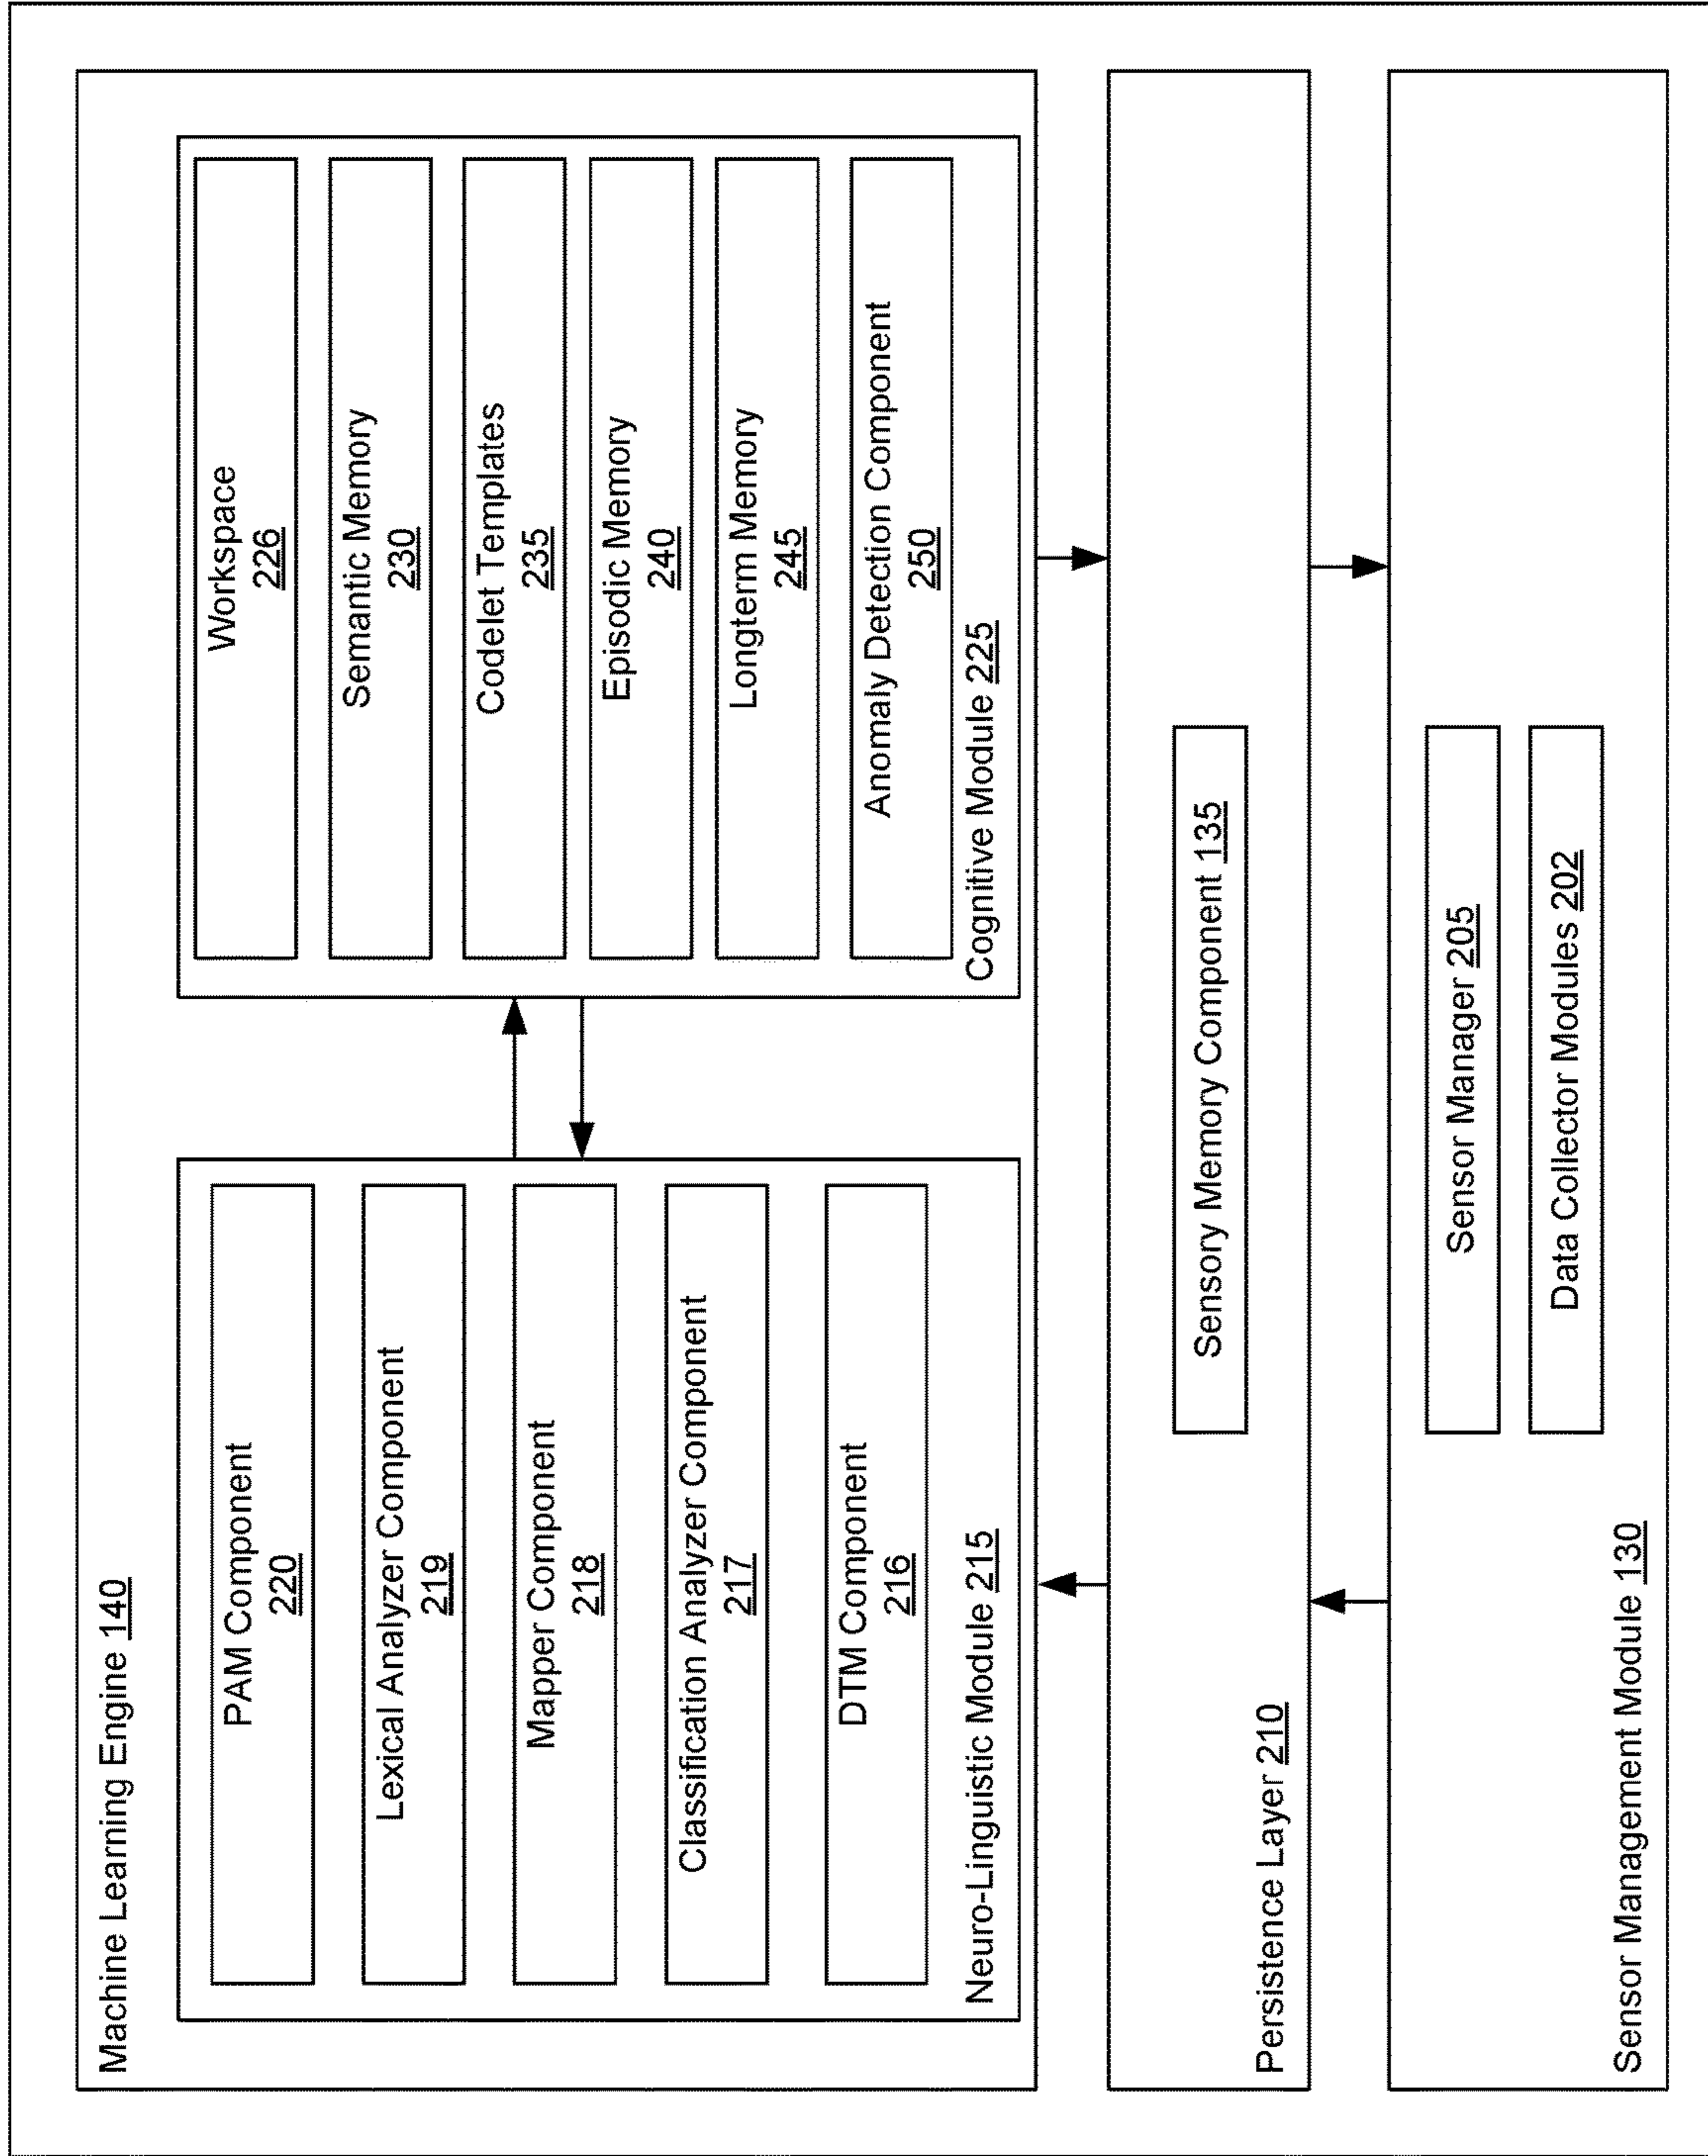 Machine Learning Engine 140
PAM Component
220
Lexical Analyzer Component
219
Mapper Component
218
Classification Analyzer Component
217
DTM Component
216
Neuro-Linguistic Module 215
Workspace
226
Semantic Memory
230
Codelet Templates
235
Episodic Memory
240
Longterm Memory
245
Anomaly Detection Component
250
Cognitive Module 225
Sensory Memory Component 135
Persistence Layer 210
Sensor Manager 205
Data Collector Modules 202
Sensor Management Module 130